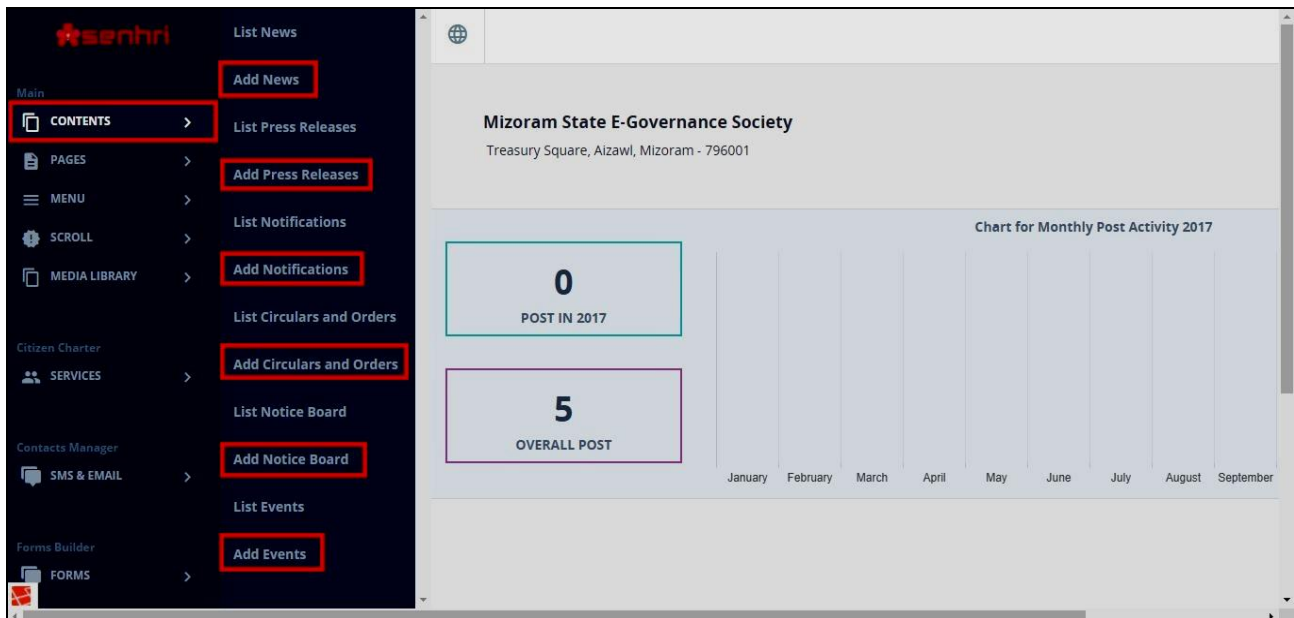 senhri
Main
CONTENTS
PAGES
MENU
SCROLL
MEDIA LIBRARY
Citizen Charter
SERVICES
Contacts Manager
SMS & EMAIL
Forms Builder
FORMS
List News
Add News
List Press Releases
Add Press Releases
List Notifications
Add Notifications
List Circulars and Orders
Add Circulars and Orders
List Notice Board
Add Notice Board
List Events
Add Events
Mizoram State E-Governance Society
Treasury Square, Aizawl, Mizoram - 796001
0
POST IN 2017
5
OVERALL POST
Chart for Monthly Post Activity 2017
January February March April May June July August September